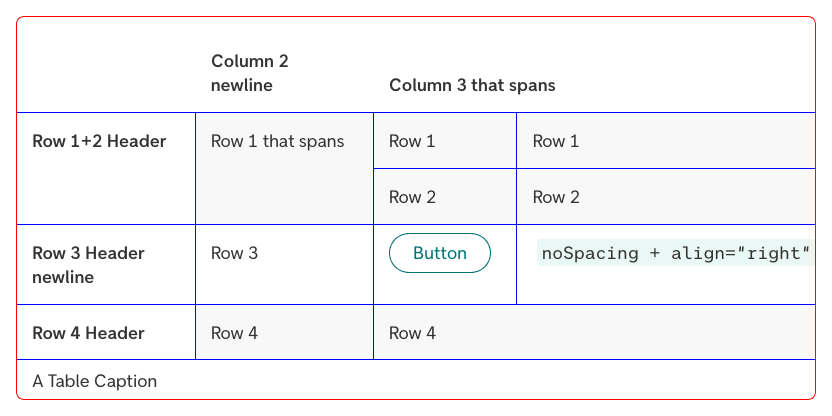 Column 2
newline
Column 3 that spans
Row 1+2 Header
Row 1 that spans
Row 1
Row 1
Row 2
Row 2
Row 3 Header
newline
Row 3
Button
noSpacing + align="right"
Row 4 Header
Row 4
Row 4
A Table Caption